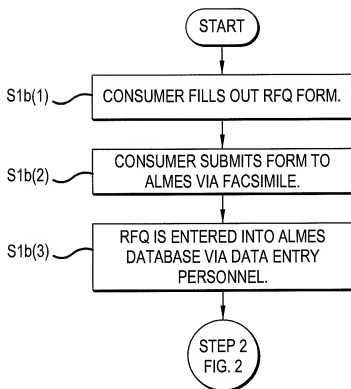 START
S1b(1)
CONSUMER FILLS OUT RFQ FORM.
S1b(2)
CONSUMER SUBMITS FORM TO
ALMES VIA FACSIMILE.
S1b(3)
RFQ IS ENTERED INTO ALMES
DATABASE VIA DATA ENTRY
PERSONNEL.
STEP 2
FIG. 2